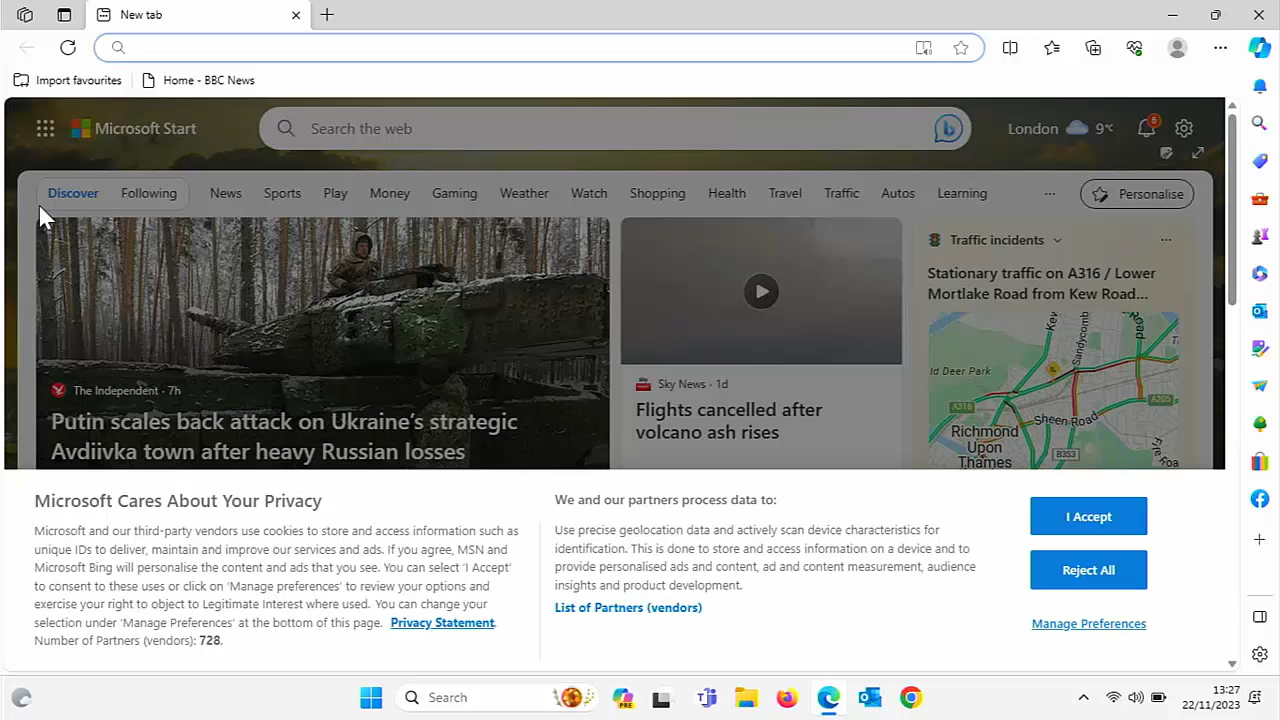 New tab
Import favourites
Home - BBC News
Microsoft Start
Search the web
London 9°C
5
Discover Following News Sports Play Money Gaming Weather Watch Shopping Health Travel Traffic Autos Learning ... Personalise
The Independent · 7h
Putin scales back attack on Ukraine's strategic
Avdiivka town after heavy Russian losses
Sky News · 1d
Flights cancelled after
volcano ash rises
Traffic incidents
Stationary traffic on A316 / Lower
Mortlake Road from Kew Road...
ld Deer Park
Kew
Sandycomb
Road
A316
A205
Sheen Road
Richmond
Upon
Thames
B353
Microsoft Cares About Your Privacy
Microsoft and our third-party vendors use cookies to store and access information such as
unique IDs to deliver, maintain and improve our services and ads. If you agree, MSN and
Microsoft Bing will personalise the content and ads that you see. You can select 'I Accept'
to consent to these uses or click on 'Manage preferences' to review your options and
exercise your right to object to Legitimate Interest where used. You can change your
selection under 'Manage Preferences' at the bottom of this page. Privacy Statement.
Number of Partners (vendors): 728.
We and our partners process data to:
Use precise geolocation data and actively scan device characteristics for
identification. This is done to store and access information on a device and to
provide personalised ads and content, ad and content measurement, audience
insights and product development.
List of Partners (vendors)
I Accept
Reject All
Manage Preferences
Search
PRE
13:27
22/11/2023